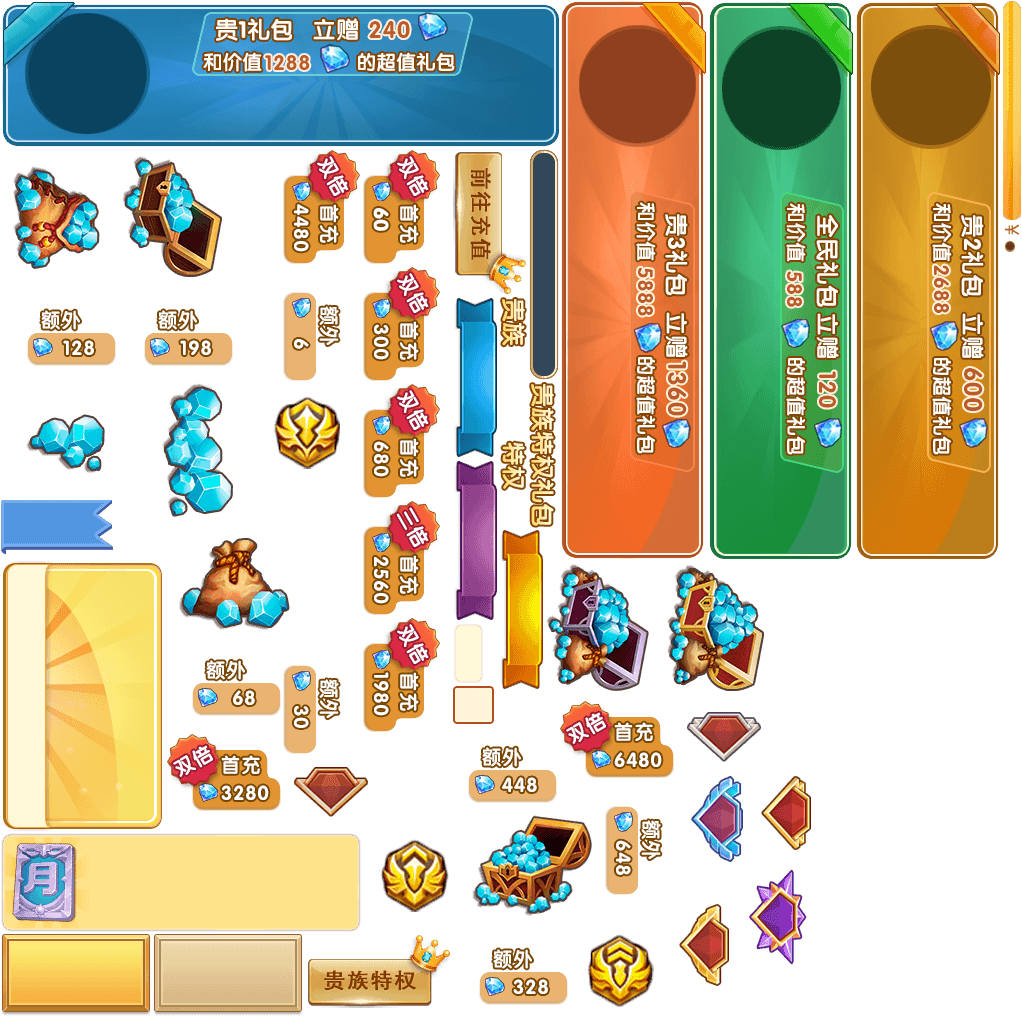 贵1礼包 立赠 240
和价值1288 的超值礼包
贵3礼包 立赠1360
和价值 5888 的超值礼包
全民礼包 立赠 120
和价值 588 的超值礼包
贵2礼包 立赠 600
和价值2688 的超值礼包
双倍
首充
4480
双倍
首充
60
前往充值
额外
128
额外
198
额外
6
双倍
首充
300
贵族
双倍
首充
680
贵族特权礼包
特权
三倍
首充
2560
双倍
首充
1980
额外
68
额外
30
双倍
首充
3280
双倍
首充
6480
额外
448
额外
648
月
贵族特权
额外
328